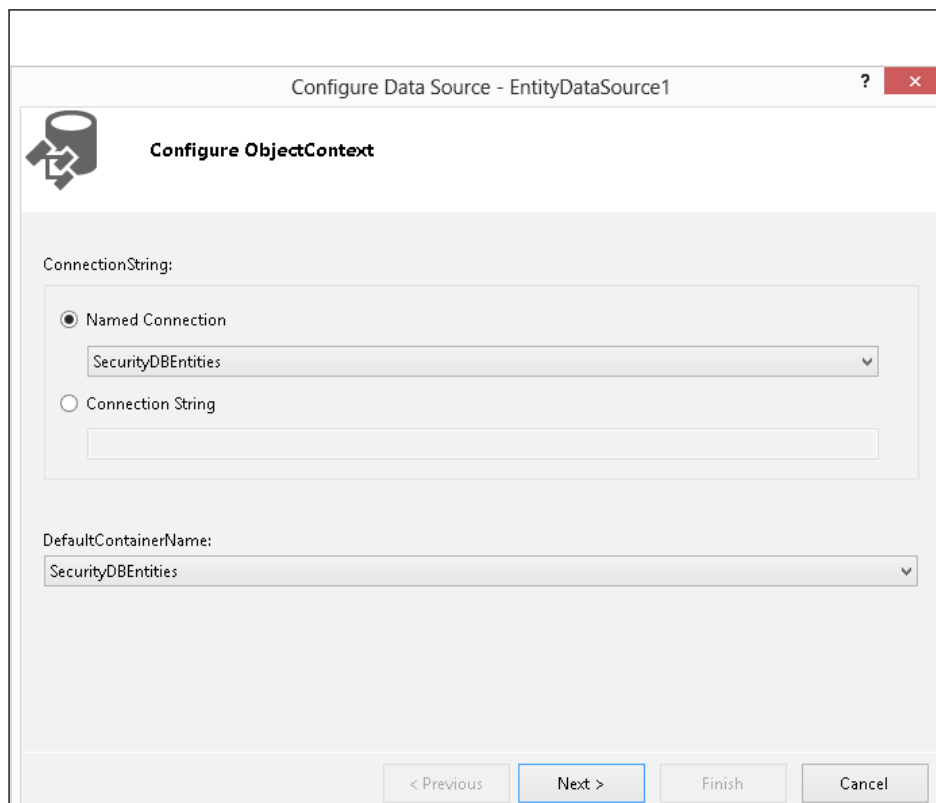 Configure Data Source - EntityDataSource1
?
Configure ObjectContext
ConnectionString:
Named Connection
SecurityDBEntities
Connection String
DefaultContainerName:
SecurityDBEntities
< Previous Next > Finish Cancel